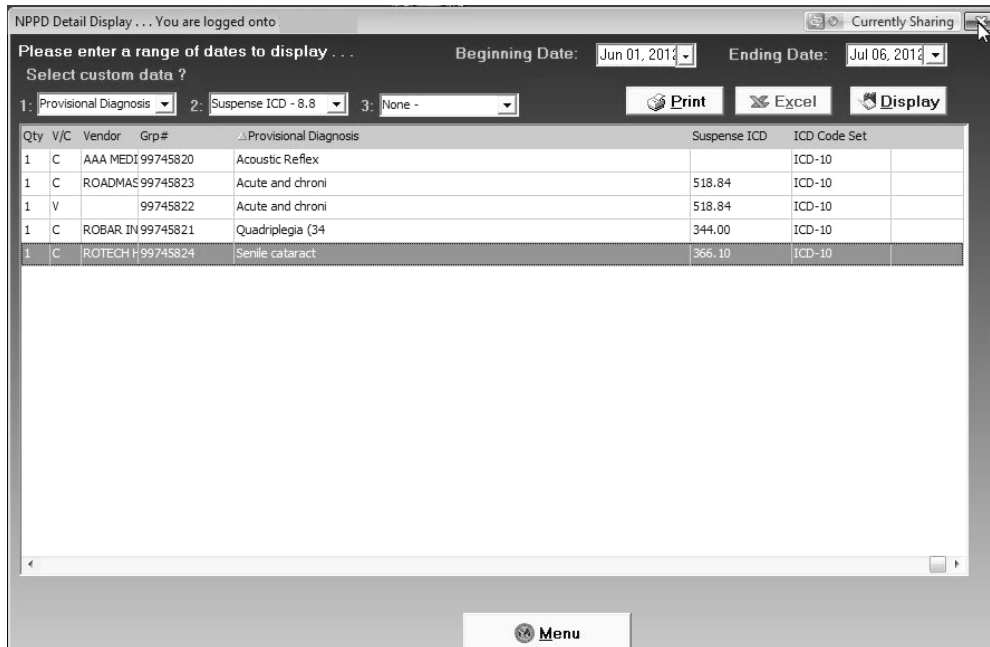 NPPD Detail Display . . . You are logged onto Currently Sharing
Please enter a range of dates to display . . . Beginning Date: Jun 01, 2012 Ending Date: Jul 06, 2012
Select custom data ?
1: Provisional Diagnosis 2: Suspense ICD - 8.8 3: None - Print Excel Display
Qty V/C Vendor Grp# Provisional Diagnosis Suspense ICD ICD Code Set
1 C AAA MEDI 99745820 Acoustic Reflex ICD-10
1 C ROADMAS 99745823 Acute and chroni 518.84 ICD-10
1 V 99745822 Acute and chroni 518.84 ICD-10
1 C ROBAR IN 99745821 Quadriplegia (34 344.00 ICD-10
1 C ROTECH H 99745824 Senile cataract 366.10 ICD-10
Menu